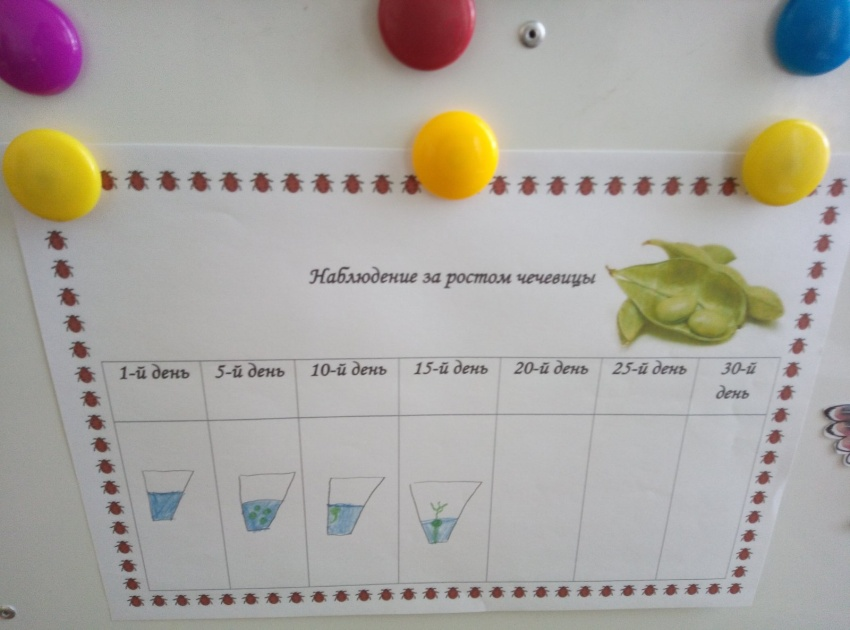 Наблюдение за ростом чечевицы
1-й день 5-й день 10-й день 15-й день 20-й день 25-й день 30-й
день